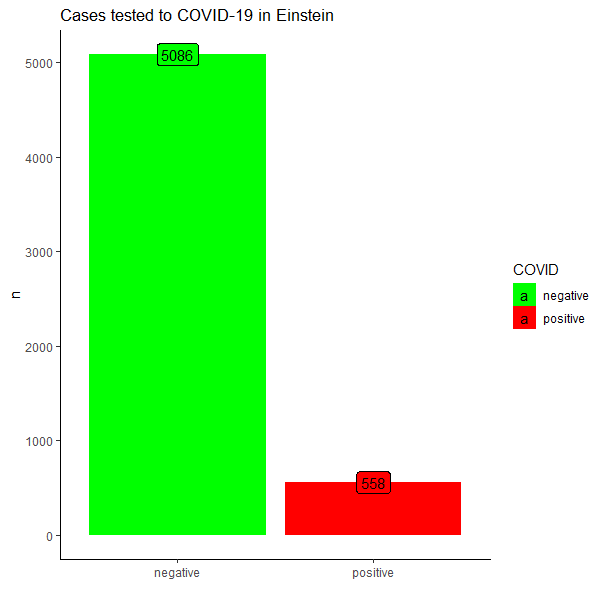 Cases tested to COVID-19 in Einstein
5086
5000
4000
3000
n
2000
1000
558
0
negative positive
COVID
a negative
a positive